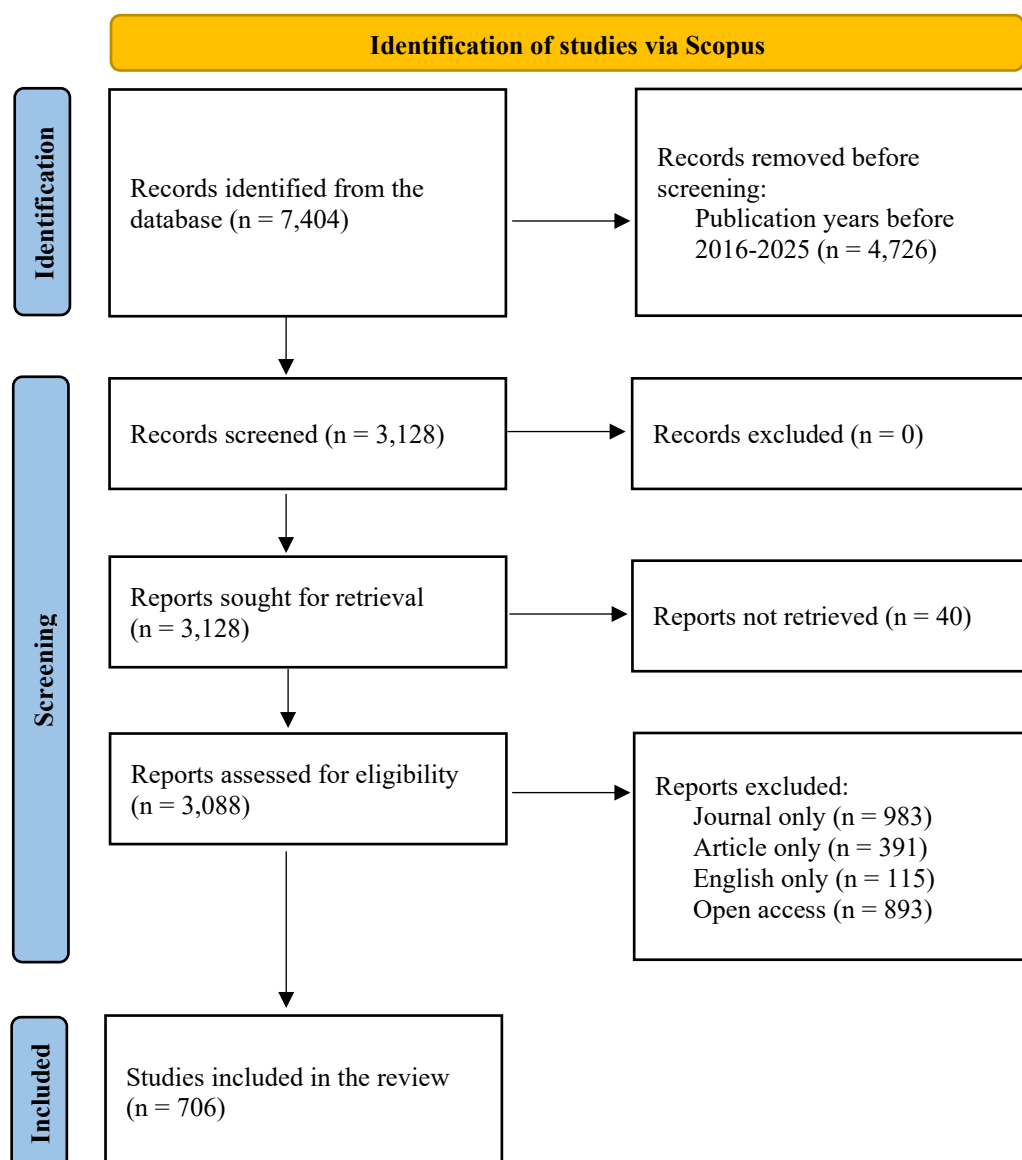 Identification of studies via Scopus
Identification
Records identified from the
database (n = 7,404)
Records removed before
screening:
Publication years before
2016-2025 (n = 4,726)
Screening
Records screened (n = 3,128)
Records excluded (n = 0)
Reports sought for retrieval
(n = 3,128)
Reports not retrieved (n = 40)
Reports assessed for eligibility
(n = 3,088)
Reports excluded:
Journal only (n = 983)
Article only (n = 391)
English only (n = 115)
Open access (n = 893)
Included
Studies included in the review
(n = 706)